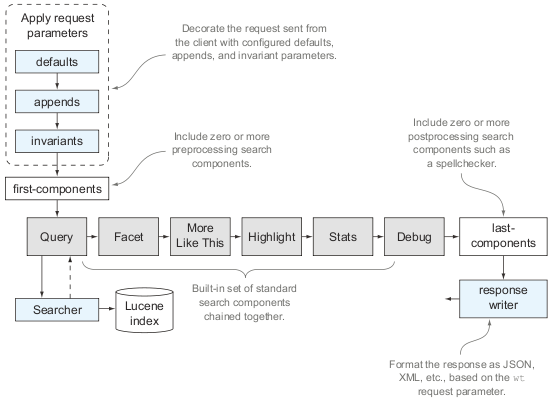 Apply request
parameters
defaults
appends
invariants
Decorate the request sent from
the client with configured defaults,
appends, and invariant parameters.
Include zero or more
preprocessing search
components.
Include zero or more
postprocessing search
components such as
a spellchecker.
first-components
Query
Facet
More
Like This
Highlight
Stats
Debug
last-
components
Built-in set of standard
search components
chained together.
Searcher
Lucene
index
response
writer
Format the response as JSON,
XML, etc., based on the wt
request parameter.